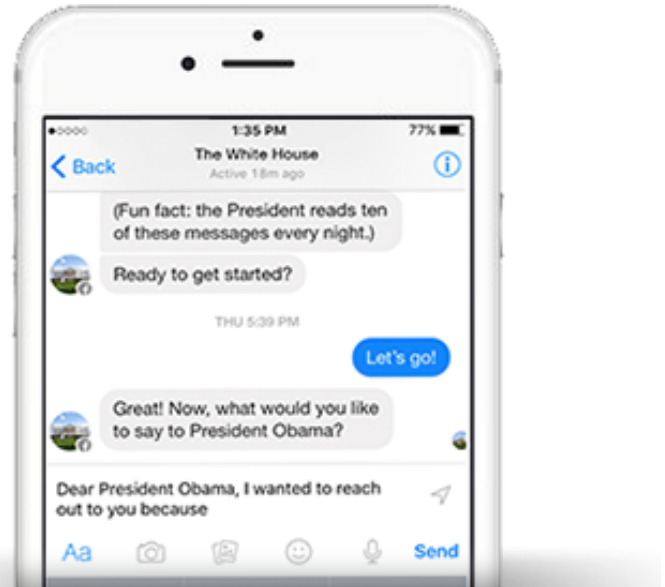 1:35 PM
77%
Back
The White House
Active 18m ago
(Fun fact: the President reads ten
of these messages every night.)
Ready to get started?
THU 5:39 PM
Let's go!
Great! Now, what would you like
to say to President Obama?
Dear President Obama, I wanted to reach
out to you because
Aa
Send